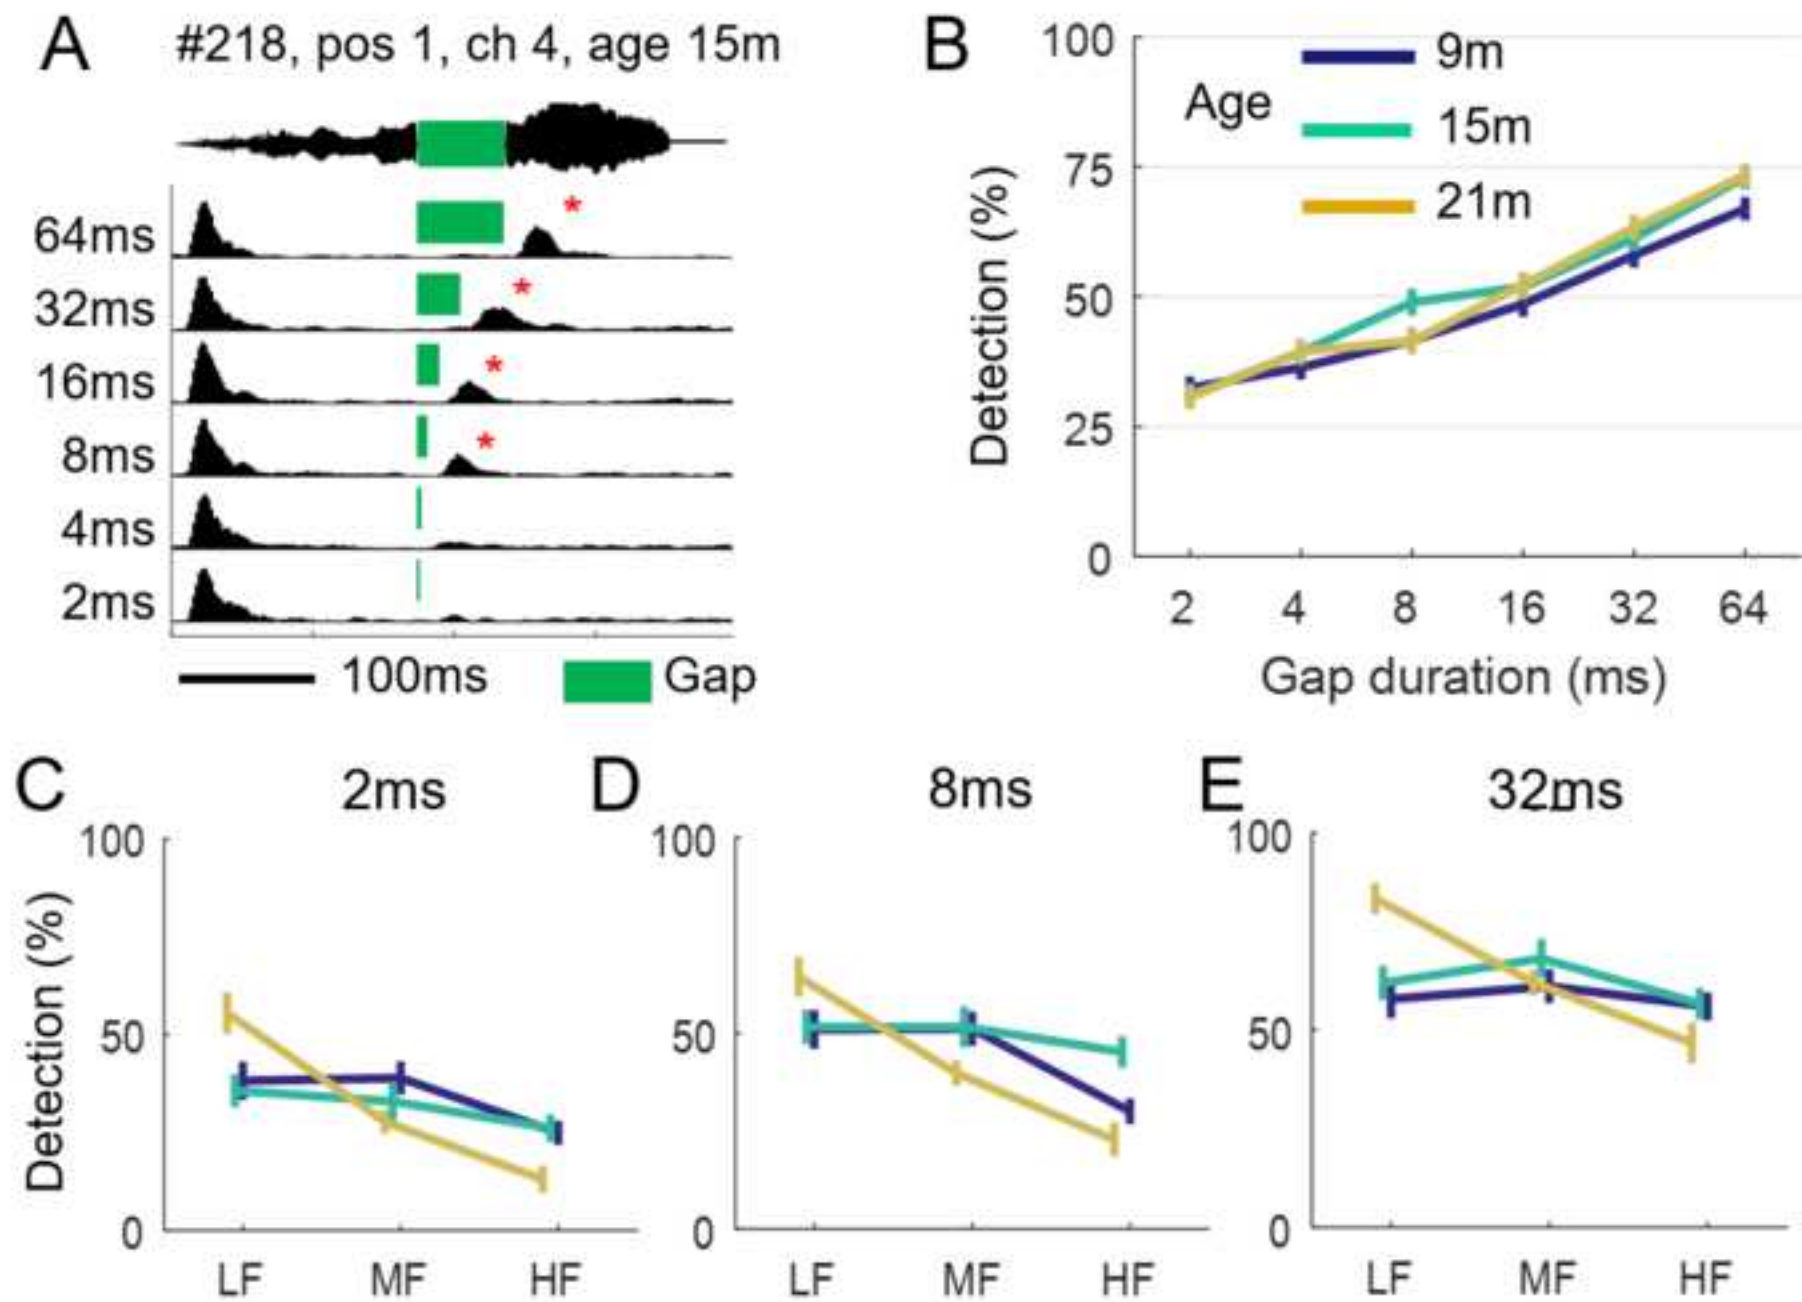 A
#218, pos 1, ch 4, age 15m
64ms
*
32ms
*
16ms
*
8ms
*
4ms
2ms
100ms
Gap
B
100
75
50
25
0
Detection (%)
Age
9m
15m
21m
2 4 8 16 32 64
Gap duration (ms)
C
2ms
100
50
0
Detection (%)
LF MF HF
D
8ms
100
50
0
LF MF HF
E
32ms
100
50
0
LF MF HF